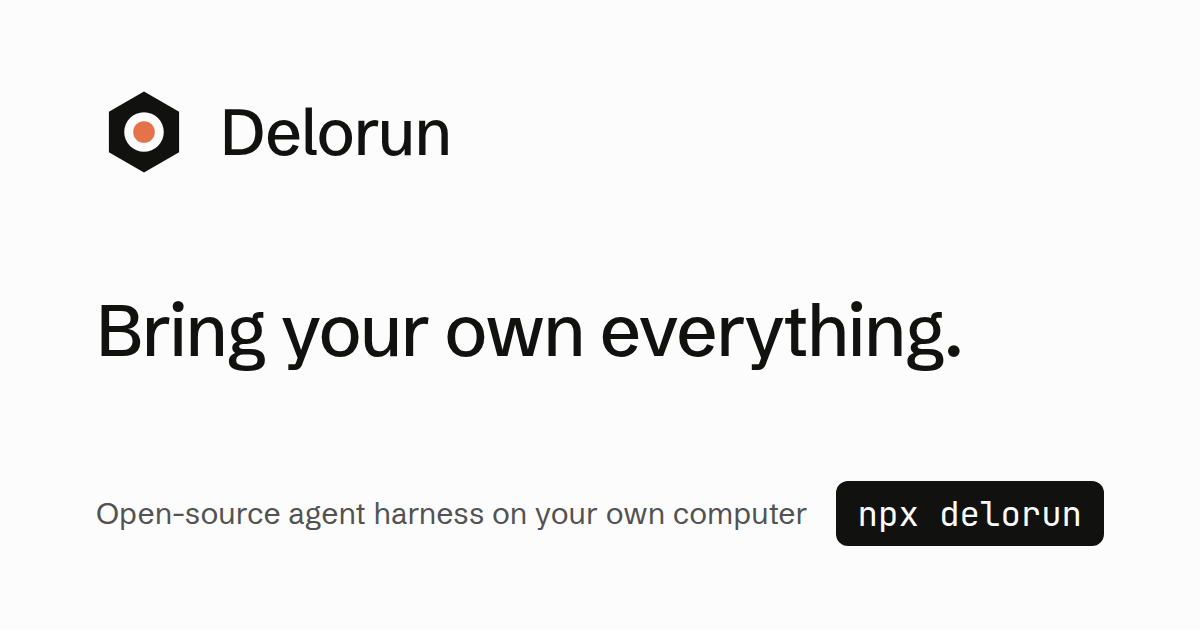 Delorun
Bring your own everything.
Open-source agent harness on your own computer
npx delorun